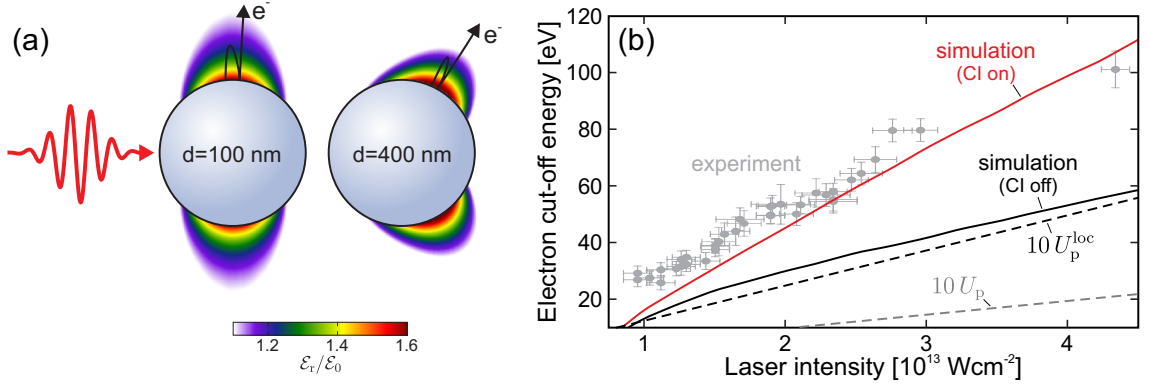 (a)
e⁻
e⁻
d=100 nm
d=400 nm
1.2
1.4
1.6
ℰr/ℰ0
(b)
Electron cut-off energy [eV]
120
100
80
60
40
20
simulation
(CI on)
experiment
simulation
(CI off)
10 Up^loc
10 Up
1
2
3
4
Laser intensity [10¹³ Wcm⁻²]